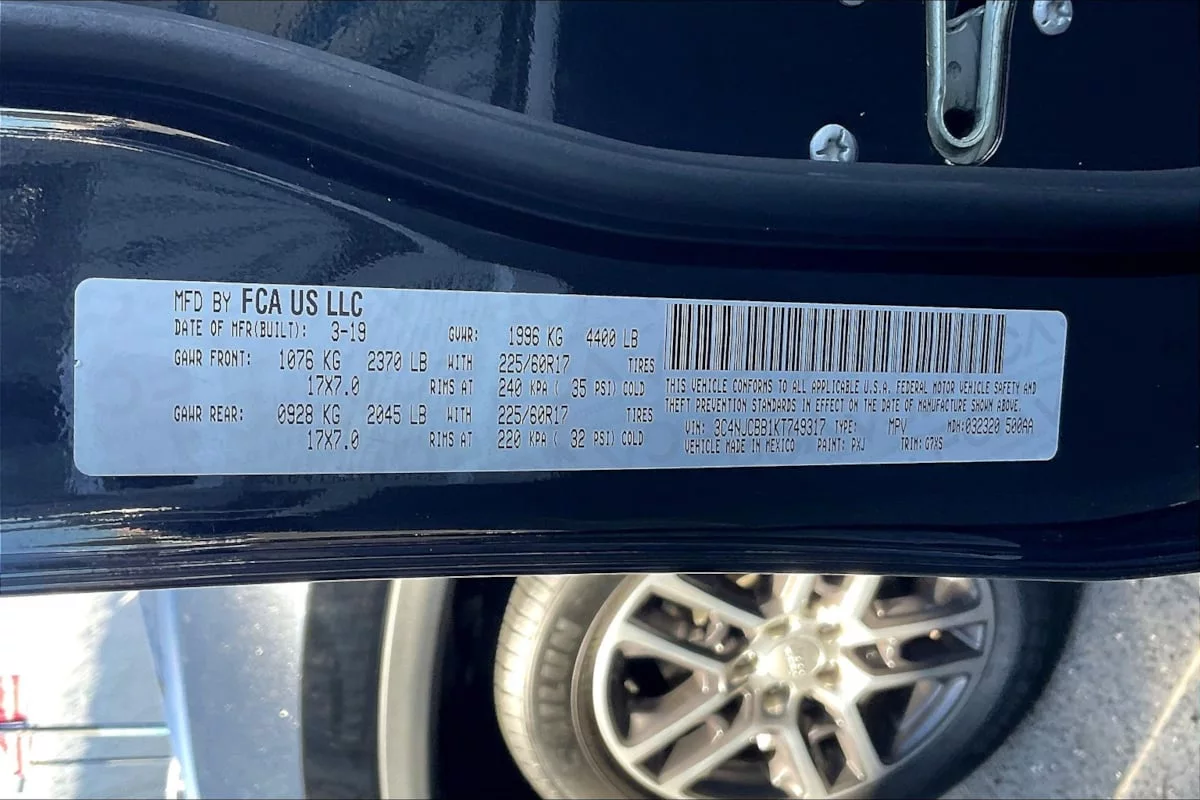 MFD BY FCA US LLC
DATE OF MFR(BUILT): 3-19 GVWR: 1996 KG 4400 LB
GAWR FRONT: 1076 KG 2370 LB WITH 225/60R17 TIRES
17X7.0 RIMS AT 240 KPA ( 35 PSI) COLD
GAWR REAR: 0928 KG 2045 LB WITH 225/60R17 TIRES
17X7.0 RIMS AT 220 KPA ( 32 PSI) COLD
THIS VEHICLE CONFORMS TO ALL APPLICABLE U.S.A. FEDERAL MOTOR VEHICLE SAFETY AND
THEFT PREVENTION STANDARDS IN EFFECT ON THE DATE OF MANUFACTURE SHOWN ABOVE.
VIN: 3C4NJCBB1KT749317 TYPE: MPV MDH:032320 500AA
VEHICLE MADE IN MEXICO PAINT: PXJ TRIM: G7XS